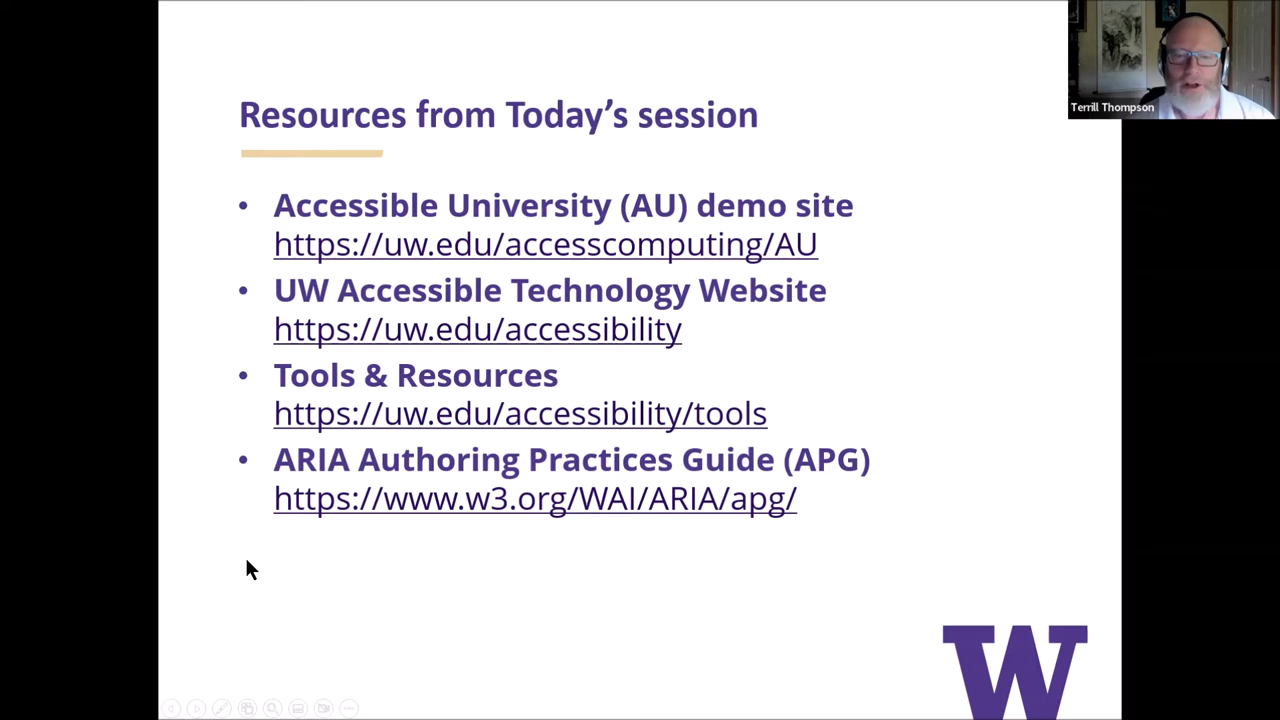 Resources from Today's session
Terrill Thompson
• Accessible University (AU) demo site
https://uw.edu/accesscomputing/AU
• UW Accessible Technology Website
https://uw.edu/accessibility
• Tools & Resources
https://uw.edu/accessibility/tools
• ARIA Authoring Practices Guide (APG)
https://www.w3.org/WAI/ARIA/apg/
W